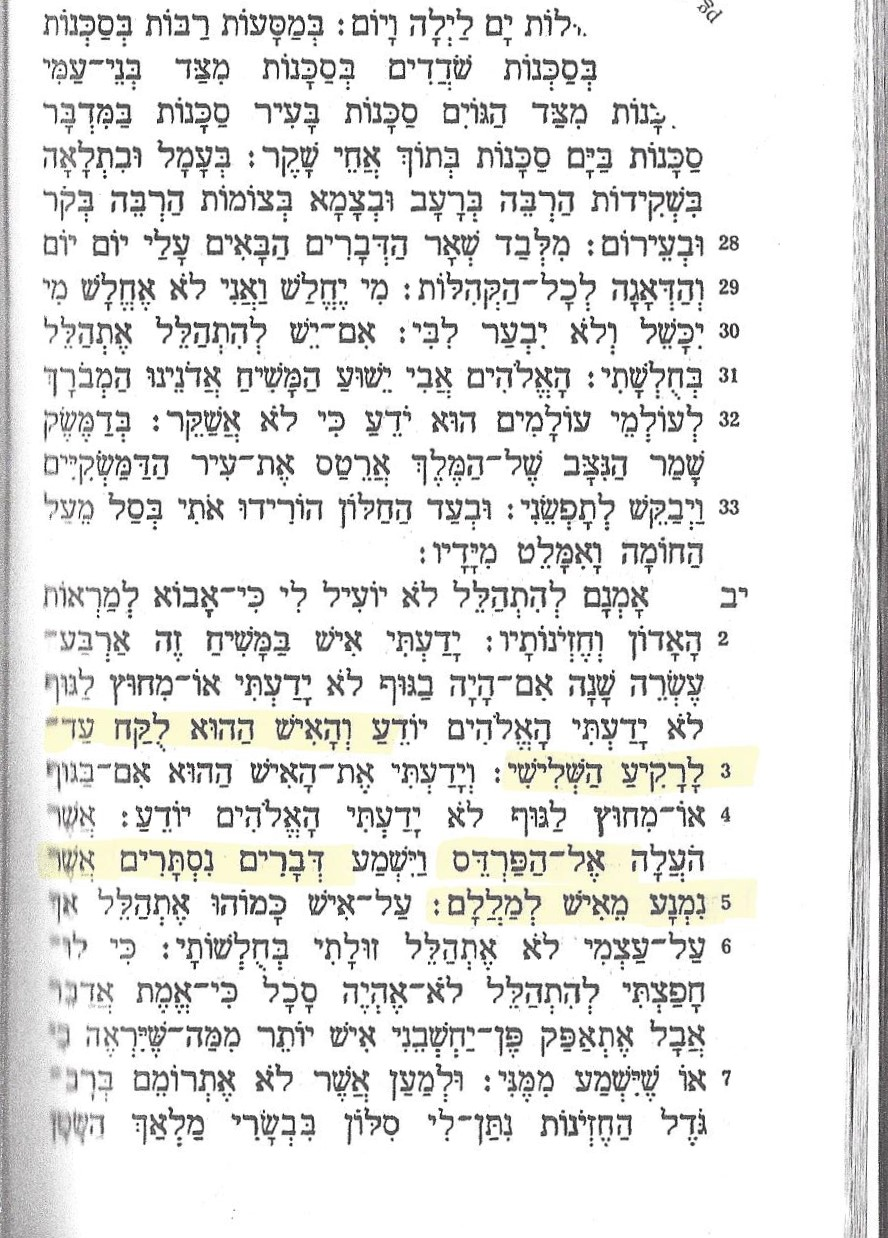 לוֹת יָם לַיְלָה וָיוֹם׃ בְּמַסָּעוֹת רַבּוֹת בְּסַכְּנוֹת
בְּסַכְּנוֹת שֹׁדְדִים בְּסַכָּנוֹת מִצַּד בְּנֵי־עַמִּי
כָּנוֹת מִצַּד הַגּוֹיִם סַכָּנוֹת בָּעִיר סַכָּנוֹת בַּמִּדְבָּר
סַכָּנוֹת בַּיָּם סַכָּנוֹת בְּתוֹךְ אֲחֵי שָׁקֶר׃ בְּעָמָל וּבִתְלָאָה
בִּשְׁקִידוֹת הַרְבֵּה בְּרָעָב וּבְצָמָא בְּצוֹמוֹת הַרְבֵּה בְּקֹר
28 וּבְעֵירוֹם׃ מִלְּבַד שְׁאָר הַדְּבָרִים הַבָּאִים עָלַי יוֹם יוֹם
29 וְהַדְּאָגָה לְכָל־הַקְּהִלּוֹת׃ מִי יֶחֱלַשׁ וַאֲנִי לֹא אֶחֱלָשׁ מִי
30 יִכָּשֵׁל וְלֹא יִבְעַר לִבִּי׃ אִם־יֵשׁ לְהִתְהַלֵּל אֶתְהַלֵּל
31 בְּחֻלְשָׁתִי׃ הָאֱלֹהִים אֲבִי יֵשׁוּעַ הַמָּשִׁיחַ אֲדֹנֵינוּ הַמְבֹרָךְ
32 לְעוֹלְמֵי עוֹלָמִים הוּא יֹדֵעַ כִּי לֹא אֲשַׁקֵּר׃ בְּדַמֶּשֶׂק
שָׁמַר הַנִּצָּב שֶׁל־הַמֶּלֶךְ אֲרֵטַס אֶת־עִיר הַדַּמַּשְׂקִיִּים
33 וַיְבַקֵּשׁ לְתָפְשֵׂנִי׃ וּבְעַד הַחַלּוֹן הוֹרִידוּ אֹתִי בְּסַל מֵעַל
הַחוֹמָה וָאִמָּלֵט מִיָּדָיו׃
יב אָמְנָם לְהִתְהַלֵּל לֹא יוֹעִיל לִי כִּי־אָבוֹא לְמַרְאוֹת
2 הָאָדוֹן וְחֶזְיֹנוֹתָיו׃ יָדַעְתִּי אִישׁ בַּמָּשִׁיחַ זֶה אַרְבַּע־
עֶשְׂרֵה שָׁנָה אִם־הָיָה בַגּוּף לֹא יָדַעְתִּי אוֹ־מִחוּץ לַגּוּף
לֹא יָדַעְתִּי הָאֱלֹהִים יוֹדֵעַ וְהָאִישׁ הַהוּא לֻקַּח עַד־
3 לָרָקִיעַ הַשְּׁלִישִׁי׃ וְיָדַעְתִּי אֶת־הָאִישׁ הַהוּא אִם־בַּגּוּף
4 אוֹ־מִחוּץ לַגּוּף לֹא יָדַעְתִּי הָאֱלֹהִים יוֹדֵעַ׃ אֲשֶׁר
הֹעֲלָה אֶל־הַפַּרְדֵּס וַיִּשְׁמַע דְּבָרִים נִסְתָּרִים אֲשֶׁר
5 נִמְנָע מֵאִישׁ לְמַלְלָם׃ עַל־אִישׁ כָּמוֹהוּ אֶתְהַלֵּל אַךְ
6 עַל־עַצְמִי לֹא אֶתְהַלֵּל זוּלָתִי בְּחֻלְשׁוֹתָי׃ כִּי לוּ־
חָפַצְתִּי לְהִתְהַלֵּל לֹא־אֶהְיֶה סָכָל כִּי־אֱמֶת אֲדַבֵּר
אֲבָל אֶתְאַפַּק פֶּן־יַחְשְׁבֵנִי אִישׁ יוֹתֵר מִמַּה־שֶּׁיִּרְאֶה בִי
7 אוֹ שֶׁיִּשְׁמַע מִמֶּנִּי׃ וּלְמַעַן אֲשֶׁר לֹא אֶתְרוֹמֵם בְּרֹב־
גֹּדֶל הַחֶזְיֹנוֹת נִתַּן־לִי סִלּוֹן בִּבְשָׂרִי מַלְאַךְ הַשָּׂטָן